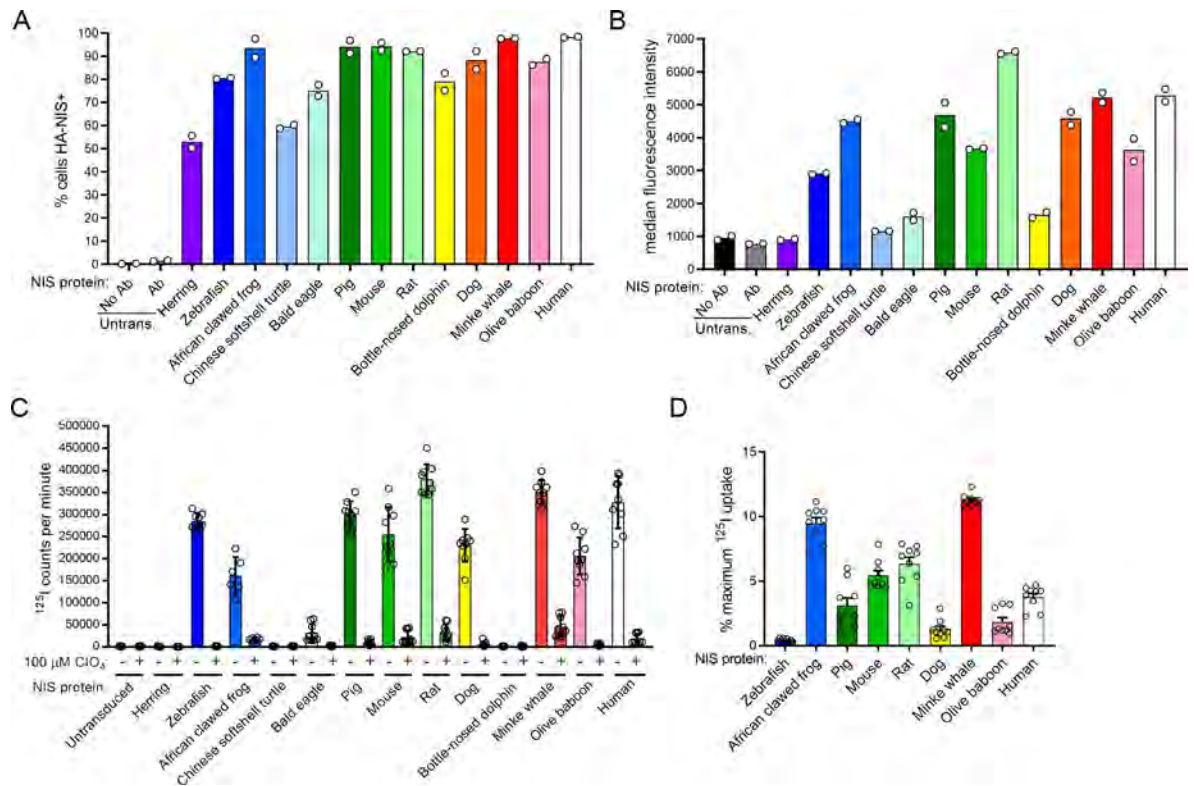 A
% cells HA-NIS+
100
90
80
70
60
50
40
30
20
10
0
NIS protein:
No Ab
Ab
Untrans.
Herring
Zebrafish
African clawed frog
Chinese softshell turtle
Bald eagle
Pig
Mouse
Rat
Bottle-nosed dolphin
Dog
Minke whale
Olive baboon
Human
B
median fluorescence intensity
7000
6000
5000
4000
3000
2000
1000
0
NIS protein:
No Ab
Ab
Untrans.
Herring
Zebrafish
African clawed frog
Chinese softshell turtle
Bald eagle
Pig
Mouse
Rat
Bottle-nosed dolphin
Dog
Minke whale
Olive baboon
Human
C
125I counts per minute
500000
450000
400000
350000
300000
250000
200000
150000
100000
50000
0
100 µM ClO4 - + - + - + - + - + - + - + - + - + - + - + - + - + - +
NIS protein:
Untransduced
Herring
Zebrafish
African clawed frog
Chinese softshell turtle
Bald eagle
Pig
Mouse
Rat
Dog
Bottle-nosed dolphin
Minke whale
Olive baboon
Human
D
% maximum 125I uptake
15
10
5
0
NIS protein:
Zebrafish
African clawed frog
Pig
Mouse
Rat
Dog
Minke whale
Olive baboon
Human